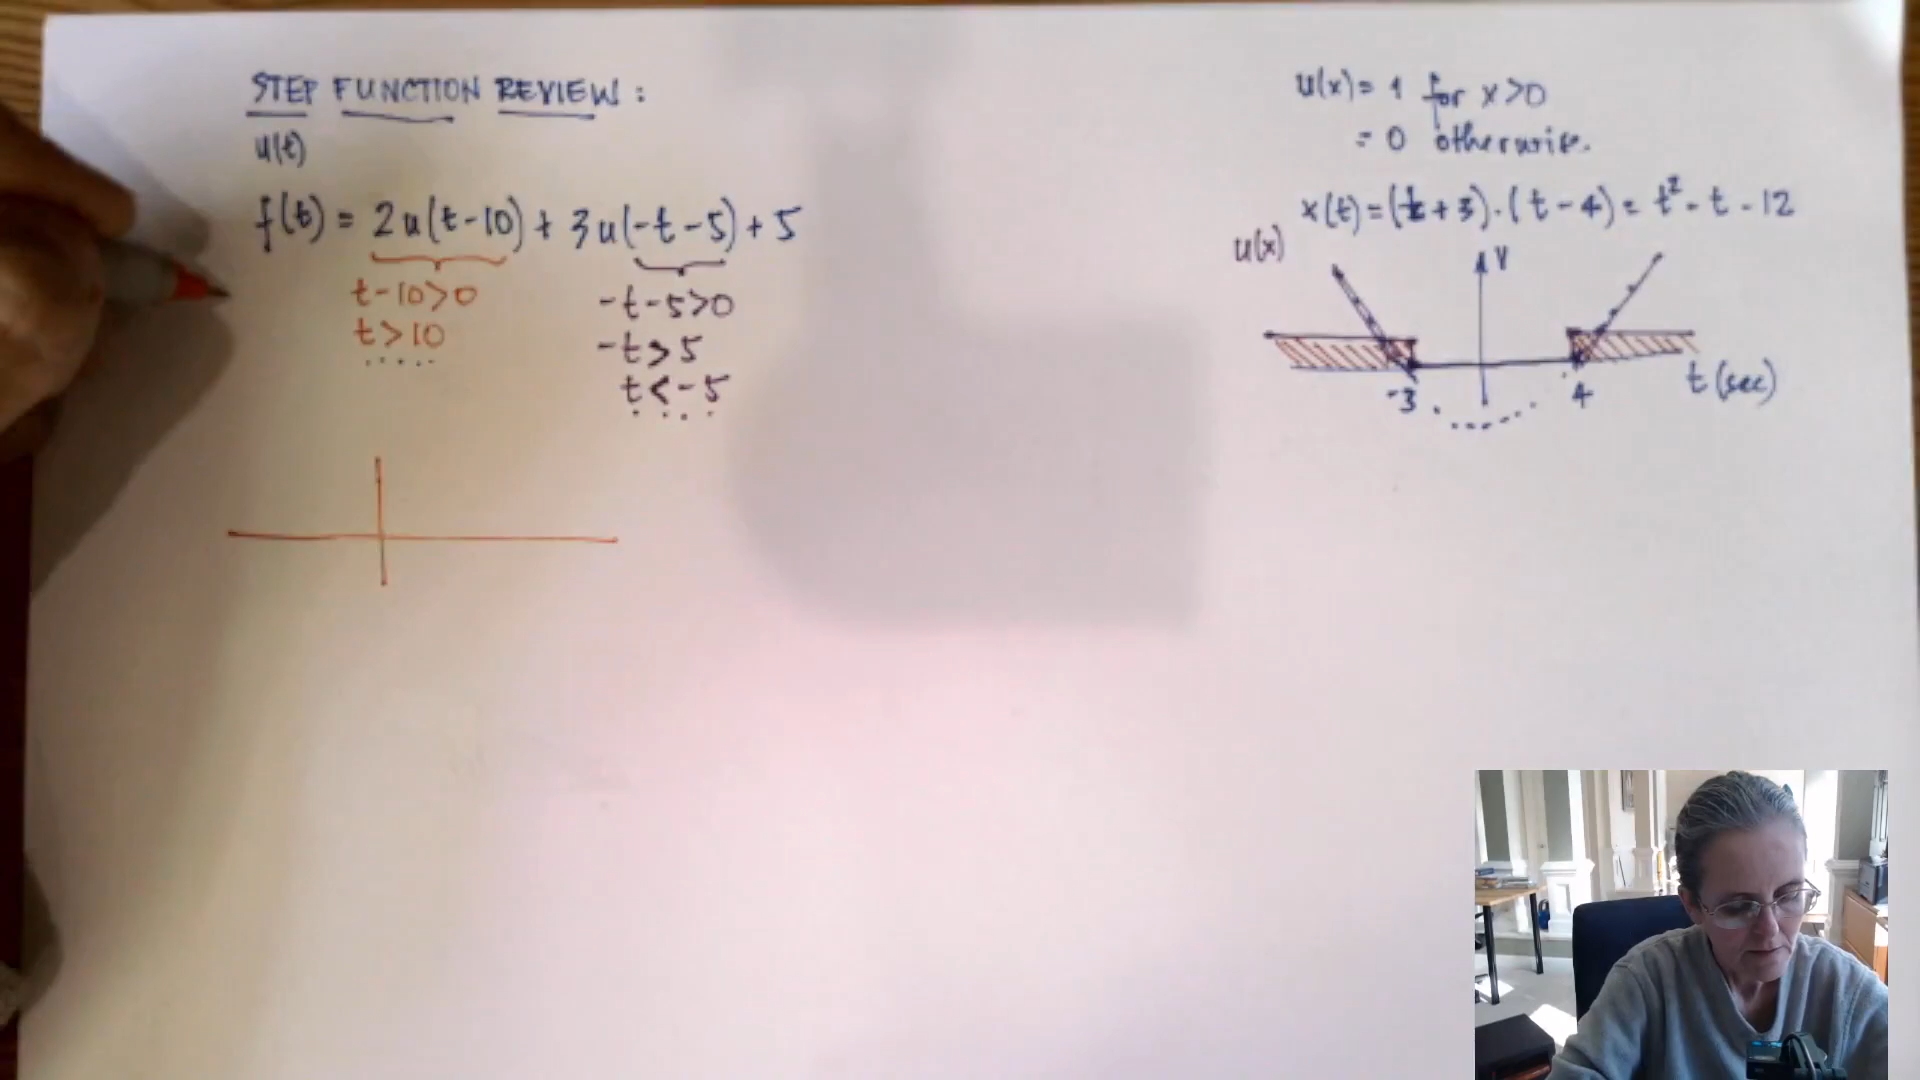 STEP FUNCTION REVIEW:
u(t)
f(t) = 2u(t-10) + 3u(-t-5) + 5
t-10>0
t>10
-t-5>0
-t>5
t<-5
u(x) = 1 for x>0
= 0 otherwise.
x(t) = (t+3)·(t-4) = t² - t - 12
u(x)
-3
4
t (sec)